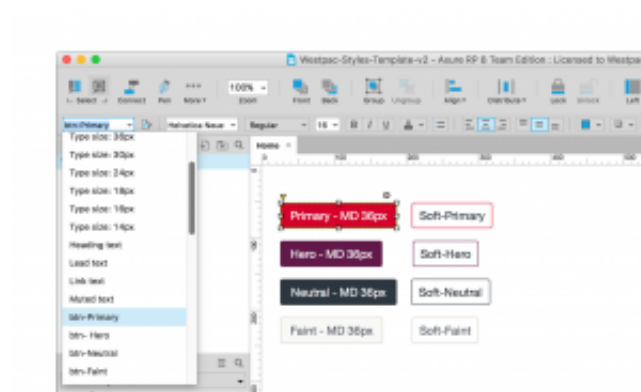 Westpac-Styles-Template-v2 - Axure RP 8 Team Edition : Licensed to Westpac
Select Connect Pen More 100% Zoom Front Back Group Ungroup Align Distribute Lock Unlock Left
btn-Primary Helvetica Neue Regular 16 B I U
Type size: 36px
Home
Type size: 30px
Type size: 24px
Type size: 18px
Type size: 16px
Type size: 14px
Heading text
Lead text
Link text
Muted text
btn-Primary
btn- Hero
btn-Neutral
btn-Faint
Primary - MD 36px Soft-Primary
Hero - MD 36px Soft-Hero
Neutral - MD 36px Soft-Neutral
Faint - MD 36px Soft-Faint